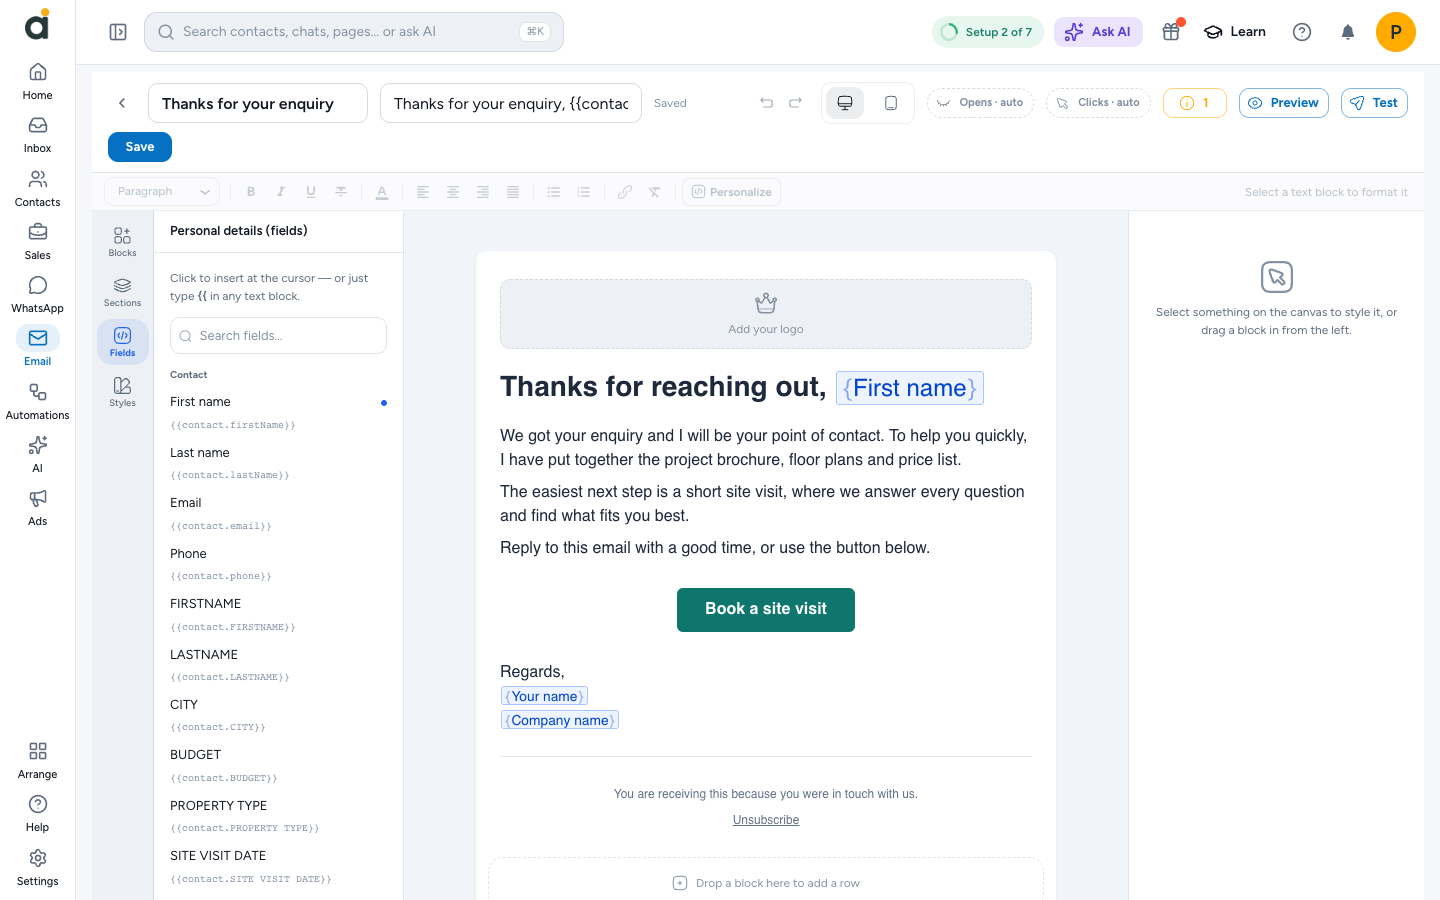 Search contacts, chats, pages... or ask AI
⌘K
Setup 2 of 7
Ask AI
Learn
P
Home
Inbox
Contacts
Sales
WhatsApp
Email
Automations
AI
Ads
Arrange
Help
Settings
Thanks for your enquiry
Thanks for your enquiry, {{contac
Saved
Opens · auto
Clicks · auto
1
Preview
Test
Save
Paragraph
B
I
U
A
Personalize
Select a text block to format it
Blocks
Sections
Fields
Styles
Personal details (fields)
Click to insert at the cursor — or just
type {{ in any text block.
Search fields...
Contact
First name
{{contact.firstName}}
Last name
{{contact.lastName}}
Email
{{contact.email}}
Phone
{{contact.phone}}
FIRSTNAME
{{contact.FIRSTNAME}}
LASTNAME
{{contact.LASTNAME}}
CITY
{{contact.CITY}}
BUDGET
{{contact.BUDGET}}
PROPERTY TYPE
{{contact.PROPERTY TYPE}}
SITE VISIT DATE
{{contact.SITE VISIT DATE}}
Add your logo
Thanks for reaching out, {First name}
We got your enquiry and I will be your point of contact. To help you quickly,
I have put together the project brochure, floor plans and price list.
The easiest next step is a short site visit, where we answer every question
and find what fits you best.
Reply to this email with a good time, or use the button below.
Book a site visit
Regards,
{Your name}
{Company name}
You are receiving this because you were in touch with us.
Unsubscribe
Drop a block here to add a row
Select something on the canvas to style it, or
drag a block in from the left.